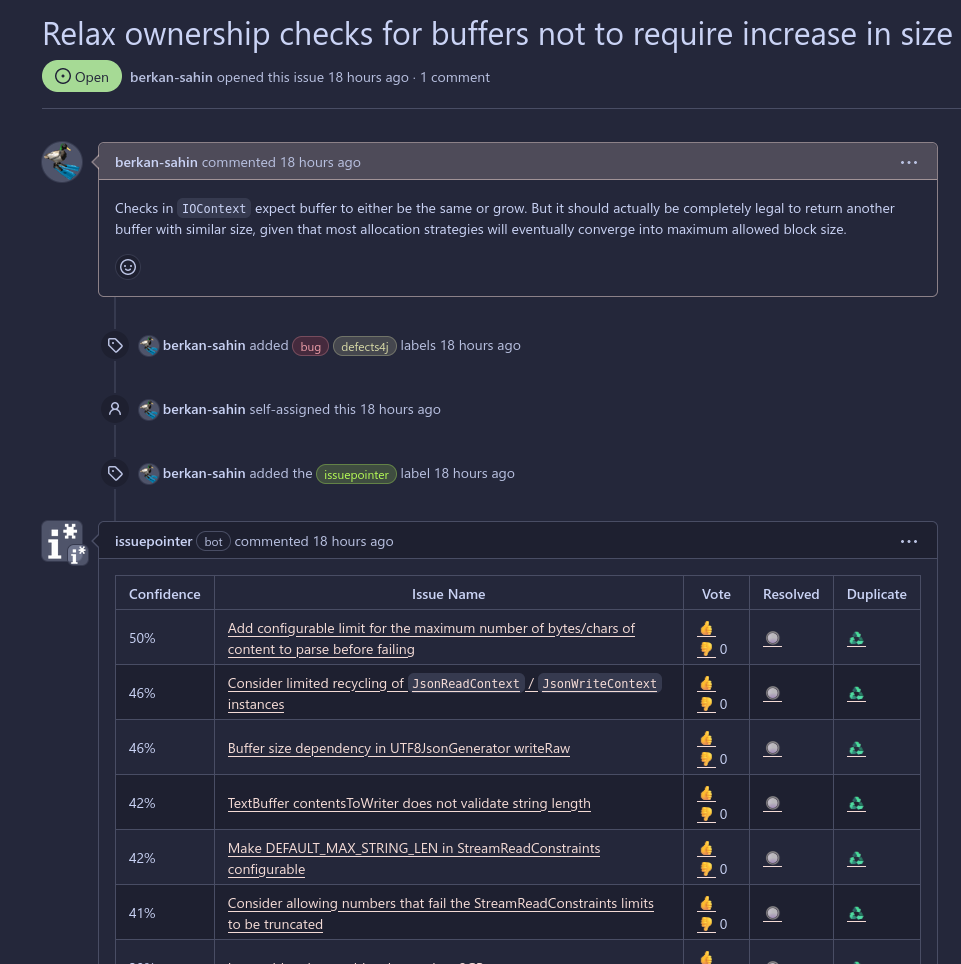 Relax ownership checks for buffers not to require increase in size
Open berkan-sahin opened this issue 18 hours ago · 1 comment
berkan-sahin commented 18 hours ago
Checks in IOContext expect buffer to either be the same or grow. But it should actually be completely legal to return another
buffer with similar size, given that most allocation strategies will eventually converge into maximum allowed block size.
berkan-sahin added bug defects4j labels 18 hours ago
berkan-sahin self-assigned this 18 hours ago
berkan-sahin added the issuepointer label 18 hours ago
issuepointer bot commented 18 hours ago
Confidence Issue Name Vote Resolved Duplicate
50% Add configurable limit for the maximum number of bytes/chars of
content to parse before failing 👍 👎 0
46% Consider limited recycling of JsonReadContext / JsonWriteContext
instances 👍 👎 0
46% Buffer size dependency in UTF8JsonGenerator writeRaw 👍 👎 0
42% TextBuffer contentsToWriter does not validate string length 👍 👎 0
42% Make DEFAULT_MAX_STRING_LEN in StreamReadConstraints
configurable 👍 👎 0
41% Consider allowing numbers that fail the StreamReadConstraints limits
to be truncated 👍 👎 0